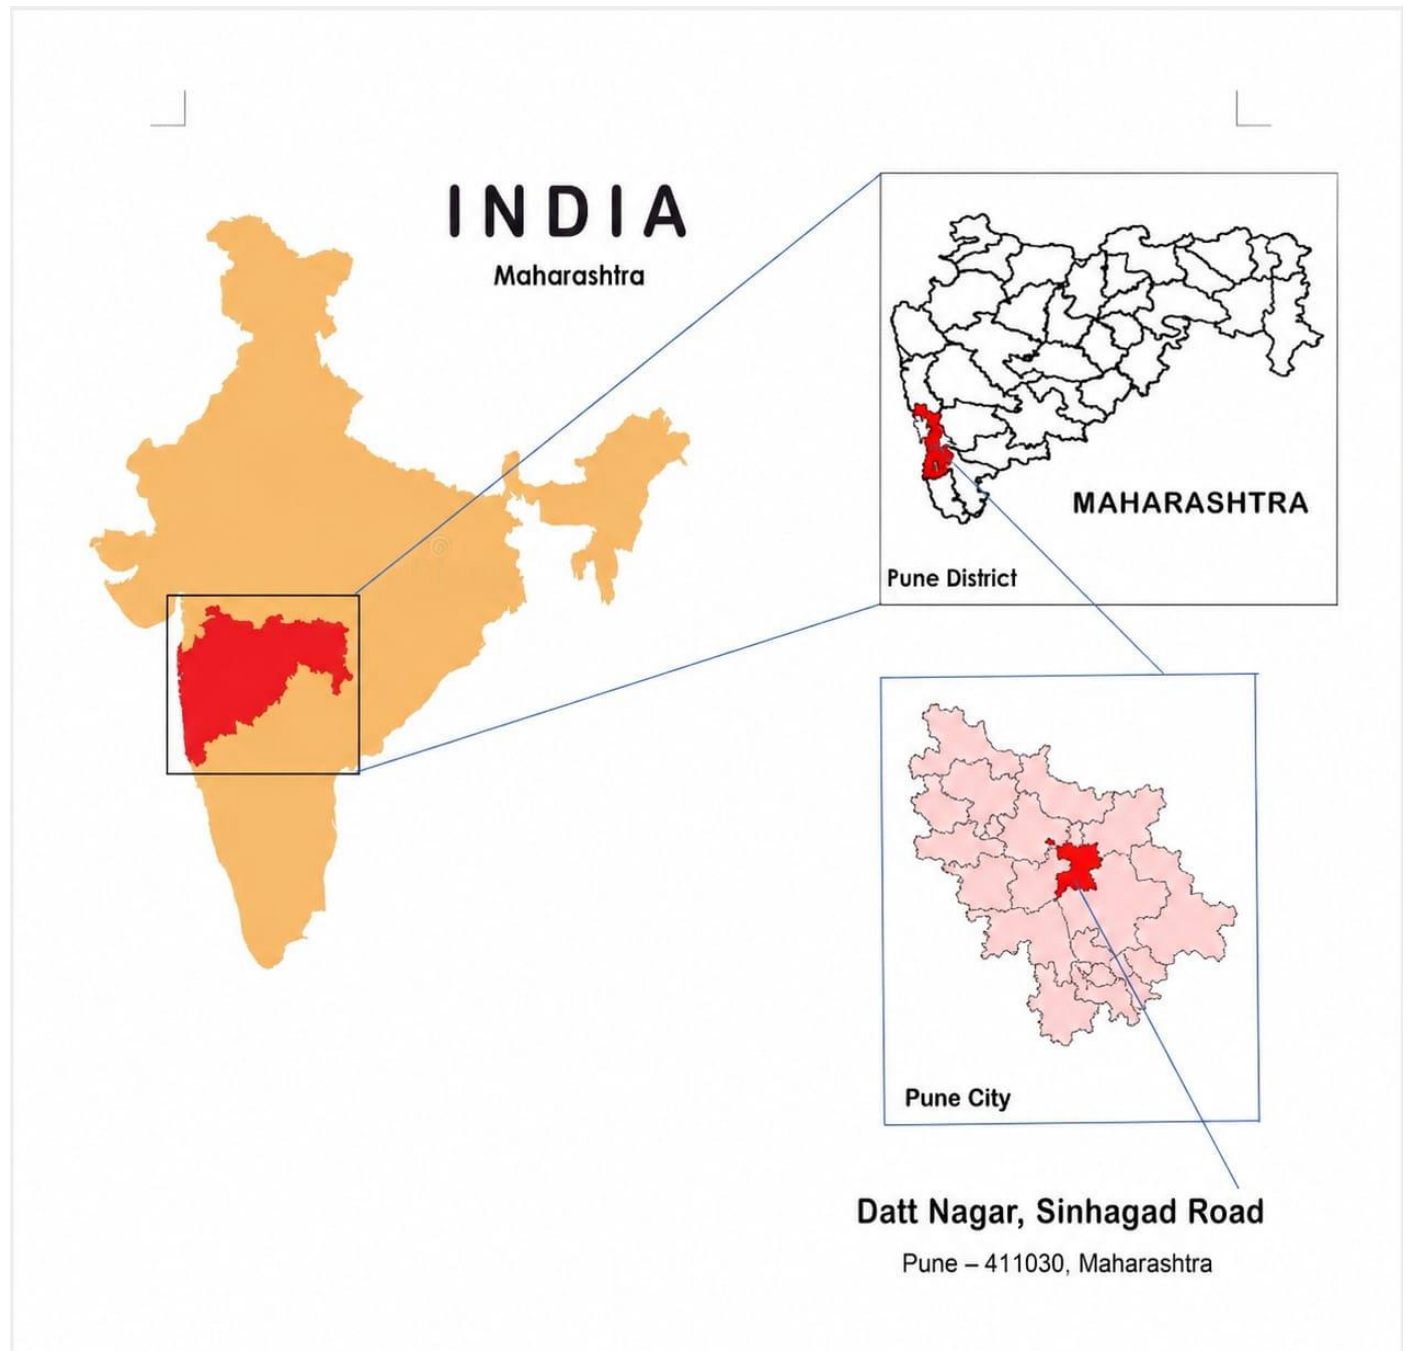 INDIA
Maharashtra
MAHARASHTRA
Pune District
Pune City
Datt Nagar, Sinhagad Road
Pune – 411030, Maharashtra